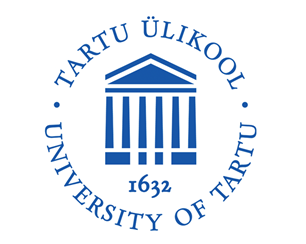 TARTU ÜLIKOOL
1632
· UNIVERSITY OF TARTU ·